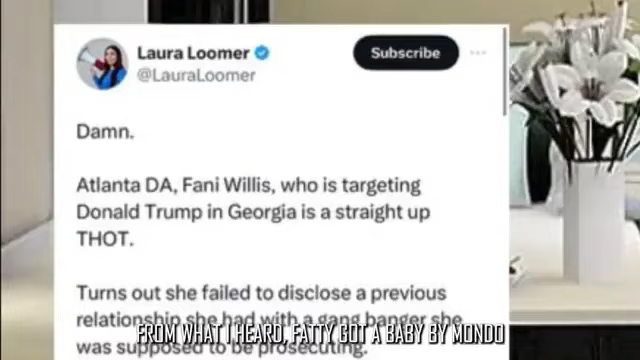 Laura Loomer
Subscribe
@LauraLoomer
Damn.
Atlanta DA, Fani Willis, who is targeting
Donald Trump in Georgia is a straight up
THOT.
Turns out she failed to disclose a previous
relationship she had with a gang banger she
was supposed to be prosecuting.
FROM WHAT I HEARD, FATTY GOT A BABY BY MONDO